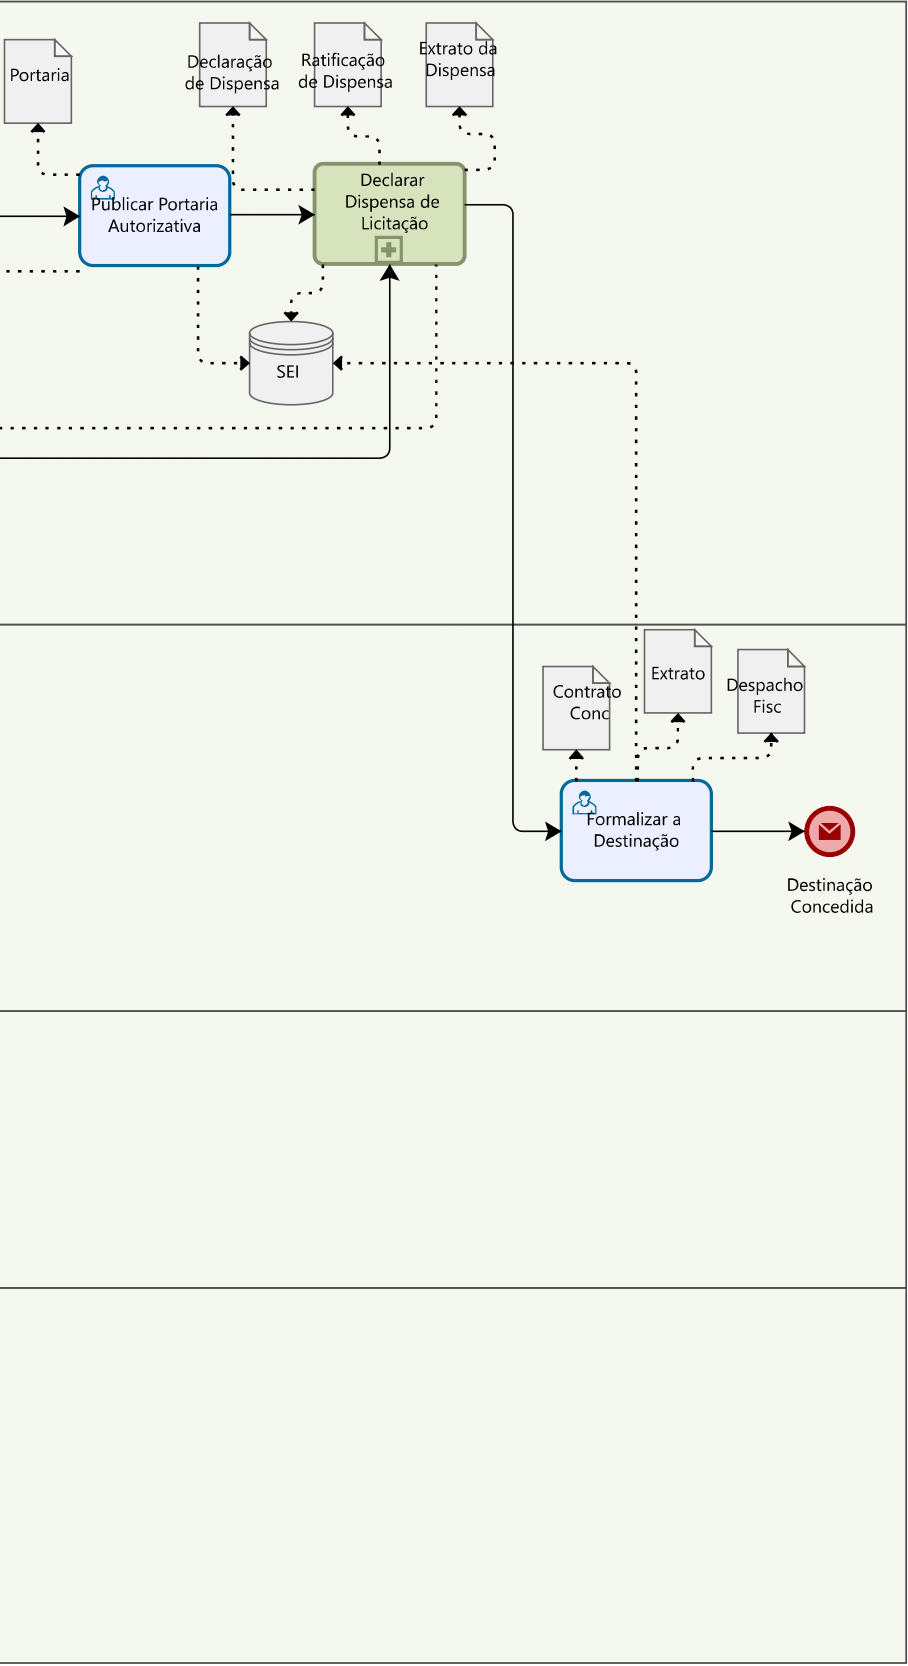 Portaria
Declaração
de Dispensa
Ratificação
de Dispensa
Extrato da
Dispensa
Publicar Portaria
Autorizativa
Declarar
Dispensa de
Licitação
SEI
Contrato
Conc
Extrato
Despacho
Fisc
Formalizar a
Destinação
Destinação
Concedida